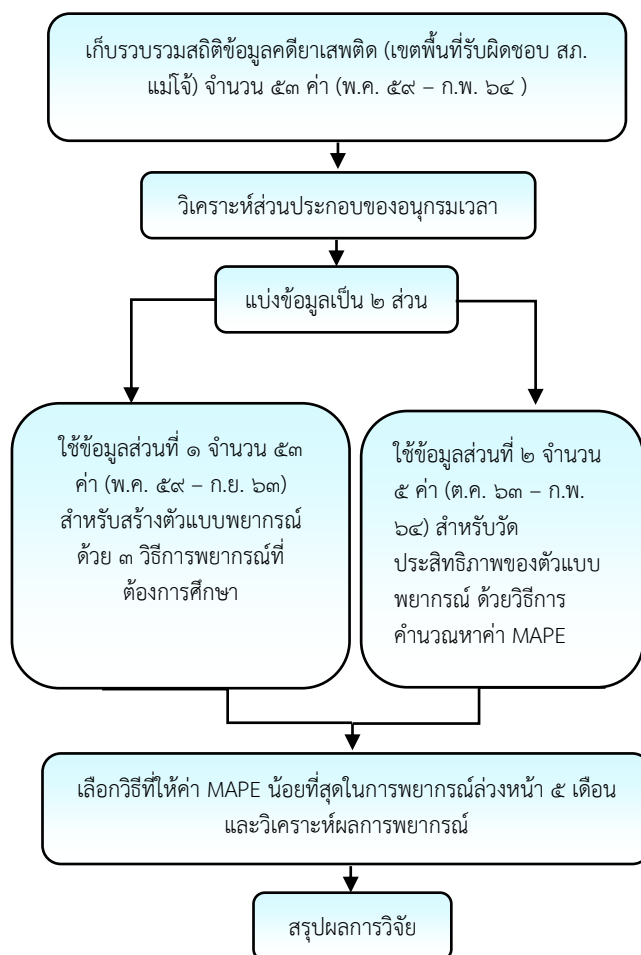 เก็บรวบรวมสถิติข้อมูลคดียาเสพติด (เขตพื้นที่รับผิดชอบ สภ.
แม่โจ้) จำนวน ๕๓ ค่า (พ.ค. ๕๙ – ก.พ. ๖๔ )
วิเคราะห์ส่วนประกอบของอนุกรมเวลา
แบ่งข้อมูลเป็น ๒ ส่วน
ใช้ข้อมูลส่วนที่ ๑ จำนวน ๕๓
ค่า (พ.ค. ๕๙ – ก.ย. ๖๓)
สำหรับสร้างตัวแบบพยากรณ์
ด้วย ๓ วิธีการพยากรณ์ที่
ต้องการศึกษา
ใช้ข้อมูลส่วนที่ ๒ จำนวน
๕ ค่า (ต.ค. ๖๓ – ก.พ.
๖๔) สำหรับวัด
ประสิทธิภาพของตัวแบบ
พยากรณ์ ด้วยวิธีการ
คำนวณหาค่า MAPE
เลือกวิธีที่ให้ค่า MAPE น้อยที่สุดในการพยากรณ์ล่วงหน้า ๕ เดือน
และวิเคราะห์ผลการพยากรณ์
สรุปผลการวิจัย